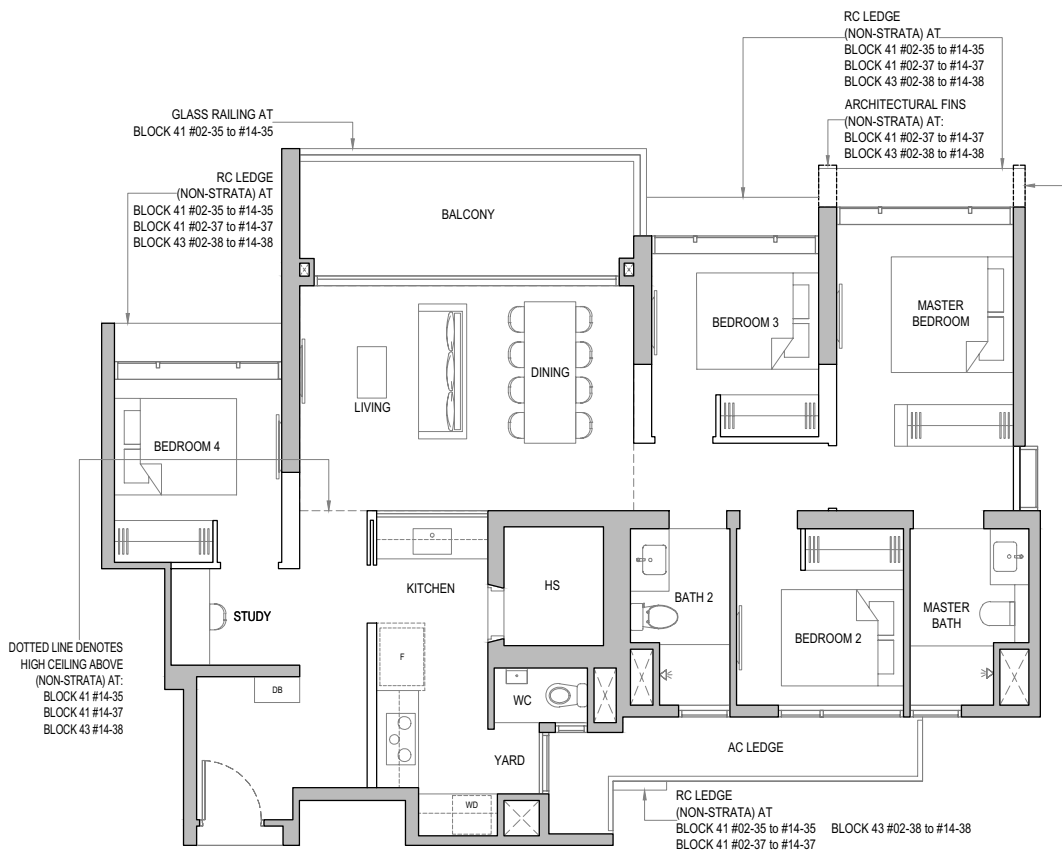 RC LEDGE
(NON-STRATA) AT
BLOCK 41 #02-35 to #14-35
BLOCK 41 #02-37 to #14-37
BLOCK 43 #02-38 to #14-38
ARCHITECTURAL FINS
(NON-STRATA) AT:
BLOCK 41 #02-37 to #14-37
BLOCK 43 #02-38 to #14-38
GLASS RAILING AT
BLOCK 41 #02-35 to #14-35
RC LEDGE
(NON-STRATA) AT
BLOCK 41 #02-35 to #14-35
BLOCK 41 #02-37 to #14-37
BLOCK 43 #02-38 to #14-38
BALCONY
BEDROOM 3
MASTER
BEDROOM
LIVING
DINING
BEDROOM 4
KITCHEN
HS
BATH 2
BEDROOM 2
MASTER
BATH
STUDY
DOTTED LINE DENOTES
HIGH CEILING ABOVE
(NON-STRATA) AT:
BLOCK 41 #14-35
BLOCK 41 #14-37
BLOCK 43 #14-38
F
DB
WC
YARD
AC LEDGE
WD
RC LEDGE
(NON-STRATA) AT
BLOCK 41 #02-35 to #14-35 BLOCK 43 #02-38 to #14-38
BLOCK 41 #02-37 to #14-37